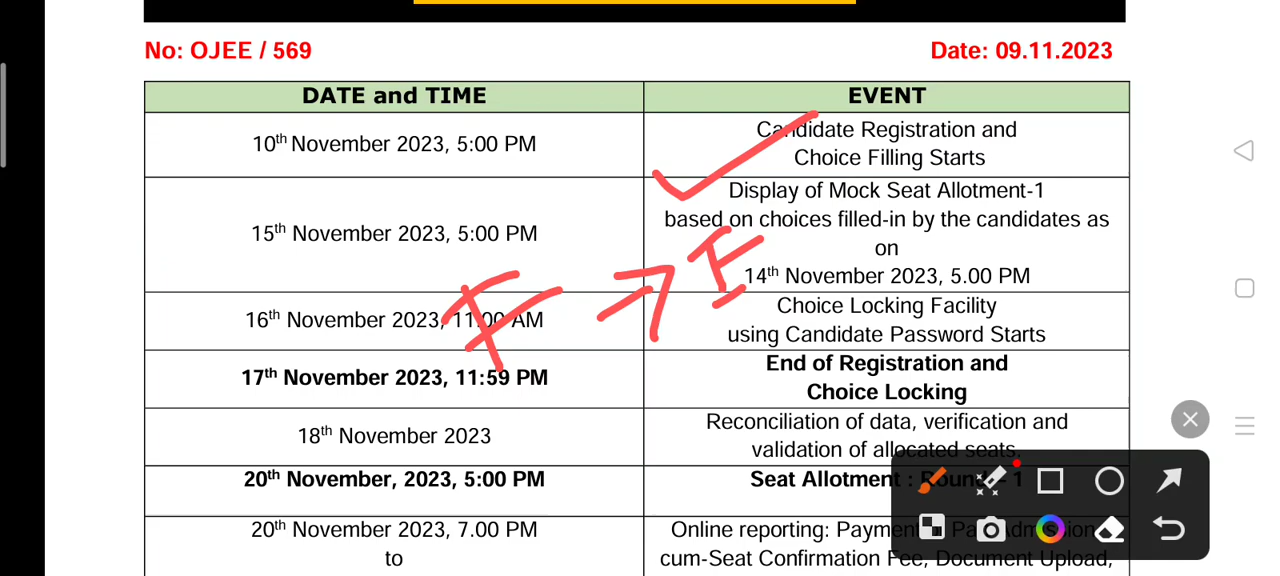 No: OJEE / 569
Date: 09.11.2023
DATE and TIME
EVENT
10th November 2023, 5:00 PM
Candidate Registration and
Choice Filling Starts
15th November 2023, 5:00 PM
Display of Mock Seat Allotment-1
based on choices filled-in by the candidates as
on
14th November 2023, 5.00 PM
16th November 2023, 11:00 AM
Choice Locking Facility
using Candidate Password Starts
17th November 2023, 11:59 PM
End of Registration and
Choice Locking
18th November 2023
Reconciliation of data, verification and
validation of allocated seats.
20th November, 2023, 5:00 PM
Seat Allotment : Round – 1
20th November 2023, 7.00 PM
to
Online reporting: Payment
cum-Seat Confirmation Fee, Document Upload,